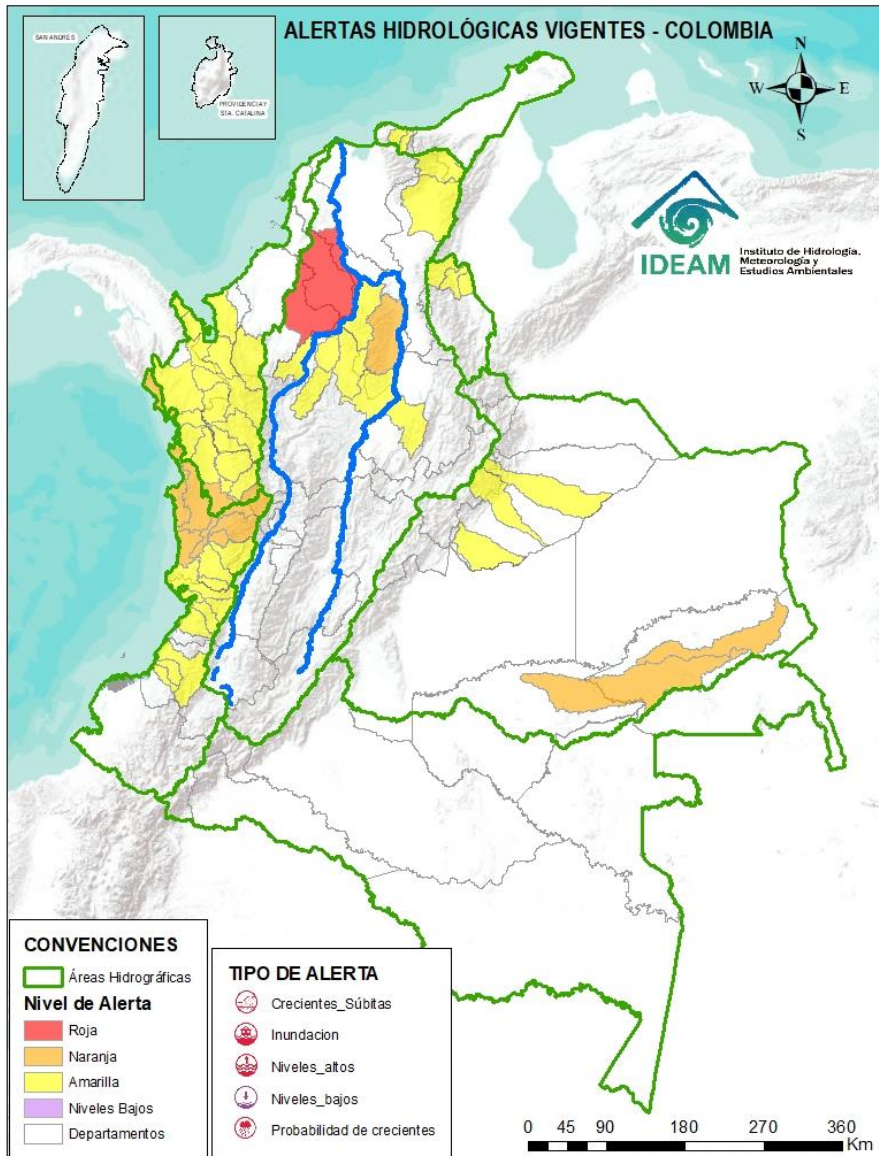 ALERTAS HIDROLÓGICAS VIGENTES - COLOMBIA
SAN ANDRÉS
PROVIDENCIA Y
STA. CATALINA
N
W E
S
IDEAM
Instituto de Hidrología,
Meteorología y
Estudios Ambientales
CONVENCIONES
Áreas Hidrográficas
Nivel de Alerta
Roja
Naranja
Amarilla
Niveles Bajos
Departamentos
TIPO DE ALERTA
Crecientes_Súbitas
Inundacion
Niveles_altos
Niveles_bajos
Probabilidad de crecientes
0 45 90 180 270 360
Km